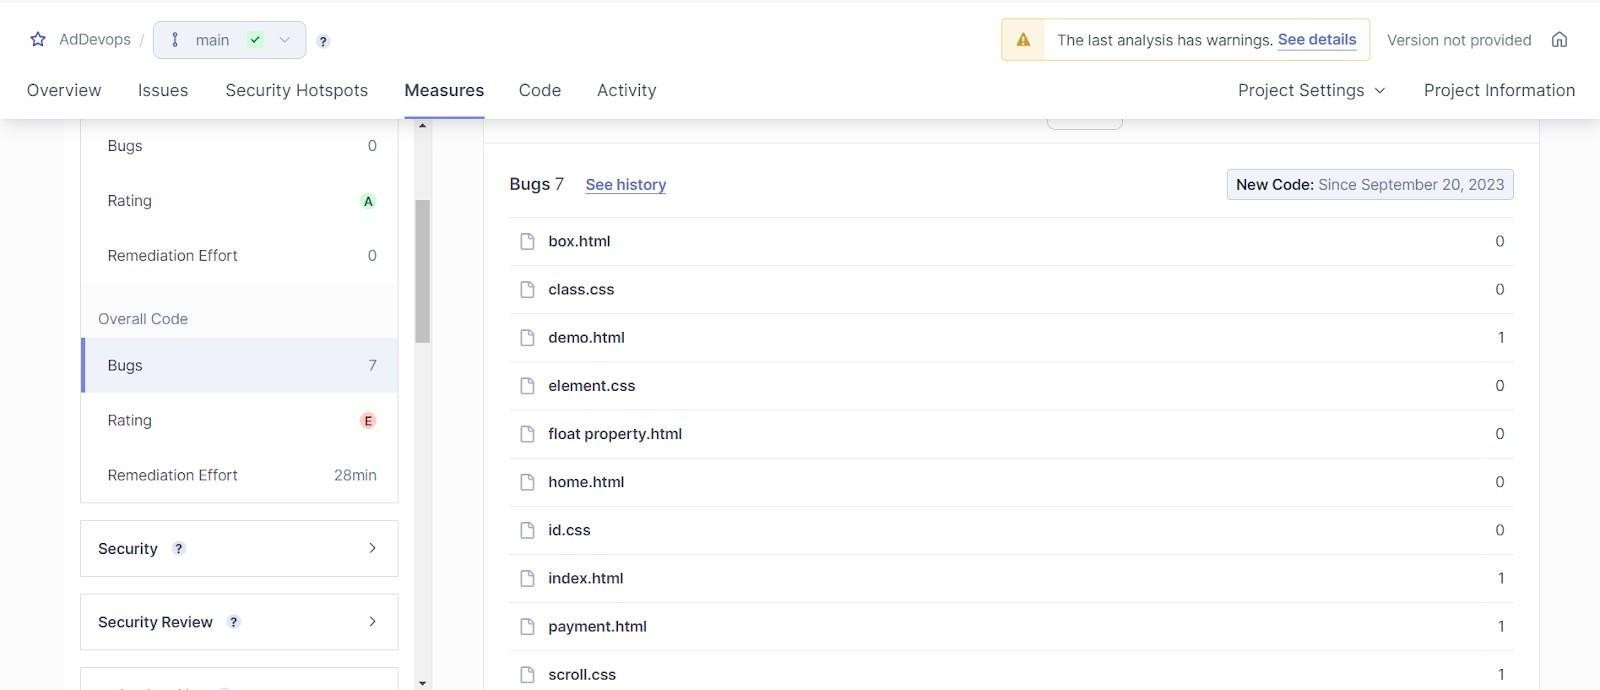 AdDevops / main ?
The last analysis has warnings. See details
Version not provided
Overview Issues Security Hotspots Measures Code Activity
Project Settings Project Information
Bugs 0
Rating A
Remediation Effort 0
Overall Code
Bugs 7
Rating E
Remediation Effort 28min
Security ?
Security Review ?
Bugs 7 See history
New Code: Since September 20, 2023
box.html 0
class.css 0
demo.html 1
element.css 0
float property.html 0
home.html 0
id.css 0
index.html 1
payment.html 1
scroll.css 1